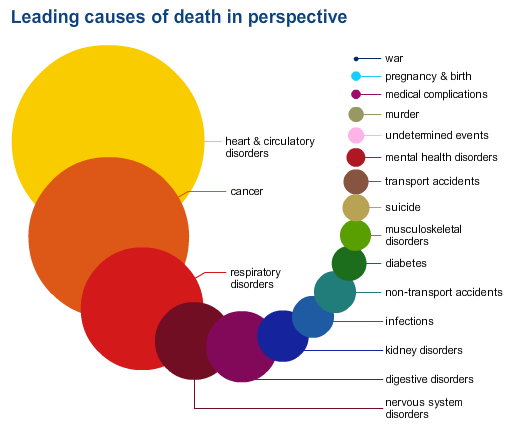 Leading causes of death in perspective
war
pregnancy & birth
medical complications
murder
undetermined events
mental health disorders
transport accidents
suicide
musculoskeletal
disorders
diabetes
non-transport accidents
infections
kidney disorders
digestive disorders
nervous system
disorders
respiratory
disorders
cancer
heart & circulatory
disorders